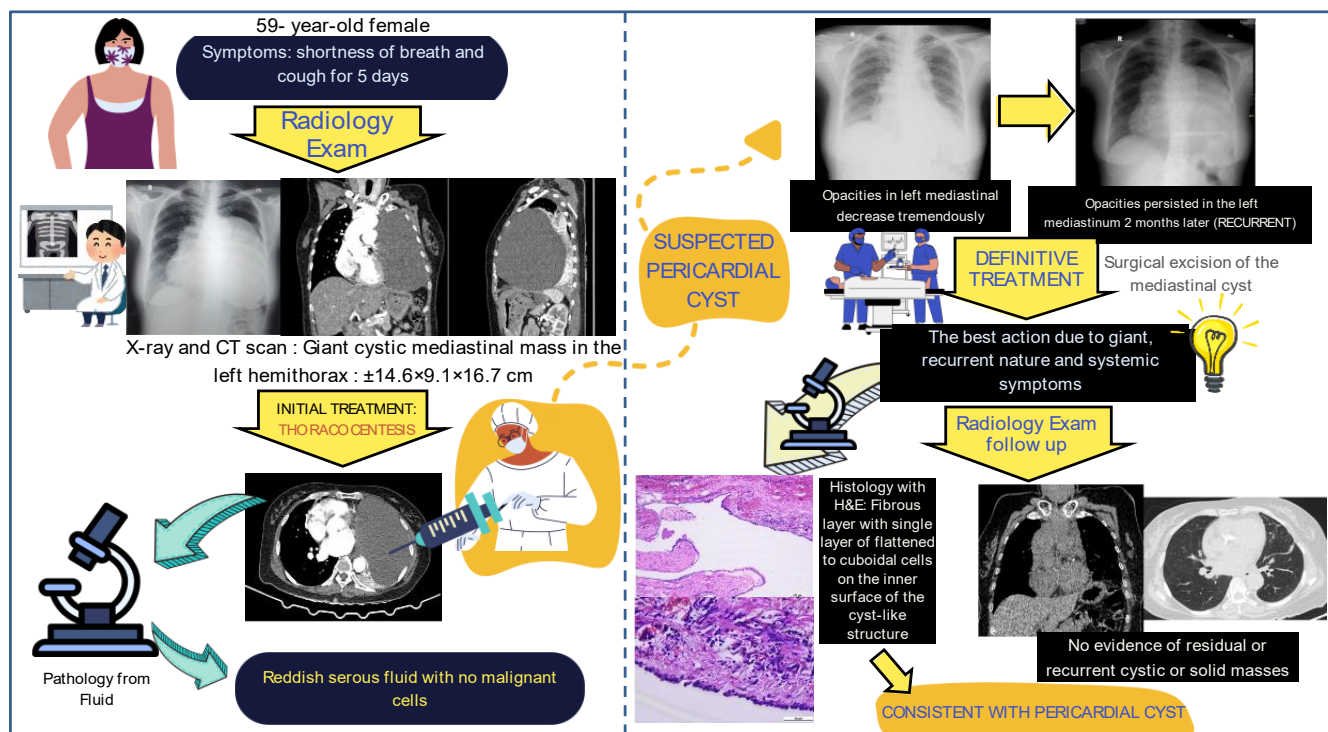 59- year-old female
Symptoms: shortness of breath and
cough for 5 days
Radiology
Exam
R
X-ray and CT scan : Giant cystic mediastinal mass in the
left hemithorax : ±14.6×9.1×16.7 cm
INITIAL TREATMENT:
THORACOCENTESIS
Pathology from
Fluid
Reddish serous fluid with no malignant
cells
SUSPECTED
PERICARDIAL
CYST
R
R
Opacities in left mediastinal
decrease tremendously
Opacities persisted in the left
mediastinum 2 months later (RECURRENT)
DEFINITIVE
TREATMENT
Surgical excision of the
mediastinal cyst
The best action due to giant,
recurrent nature and systemic
symptoms
Radiology Exam
follow up
Histology with
H&E: Fibrous
layer with single
layer of flattened
to cuboidal cells
on the inner
surface of the
cyst-like
structure
No evidence of residual or
recurrent cystic or solid masses
CONSISTENT WITH PERICARDIAL CYST